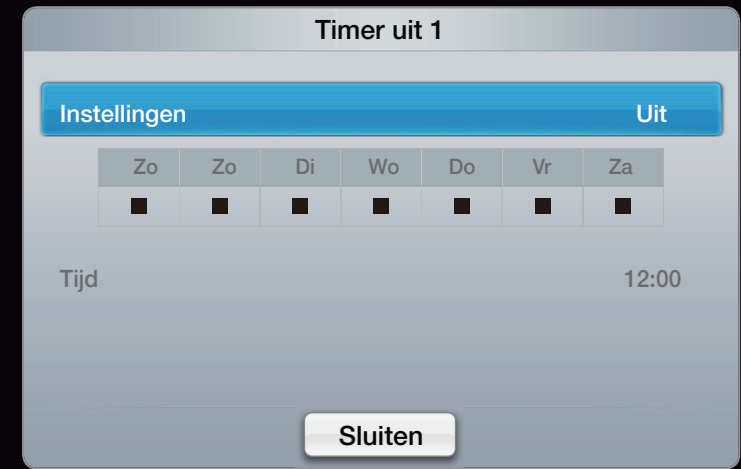 Timer uit 1
Instellingen Uit
Zo Zo Di Wo Do Vr Za
Tijd 12:00
Sluiten